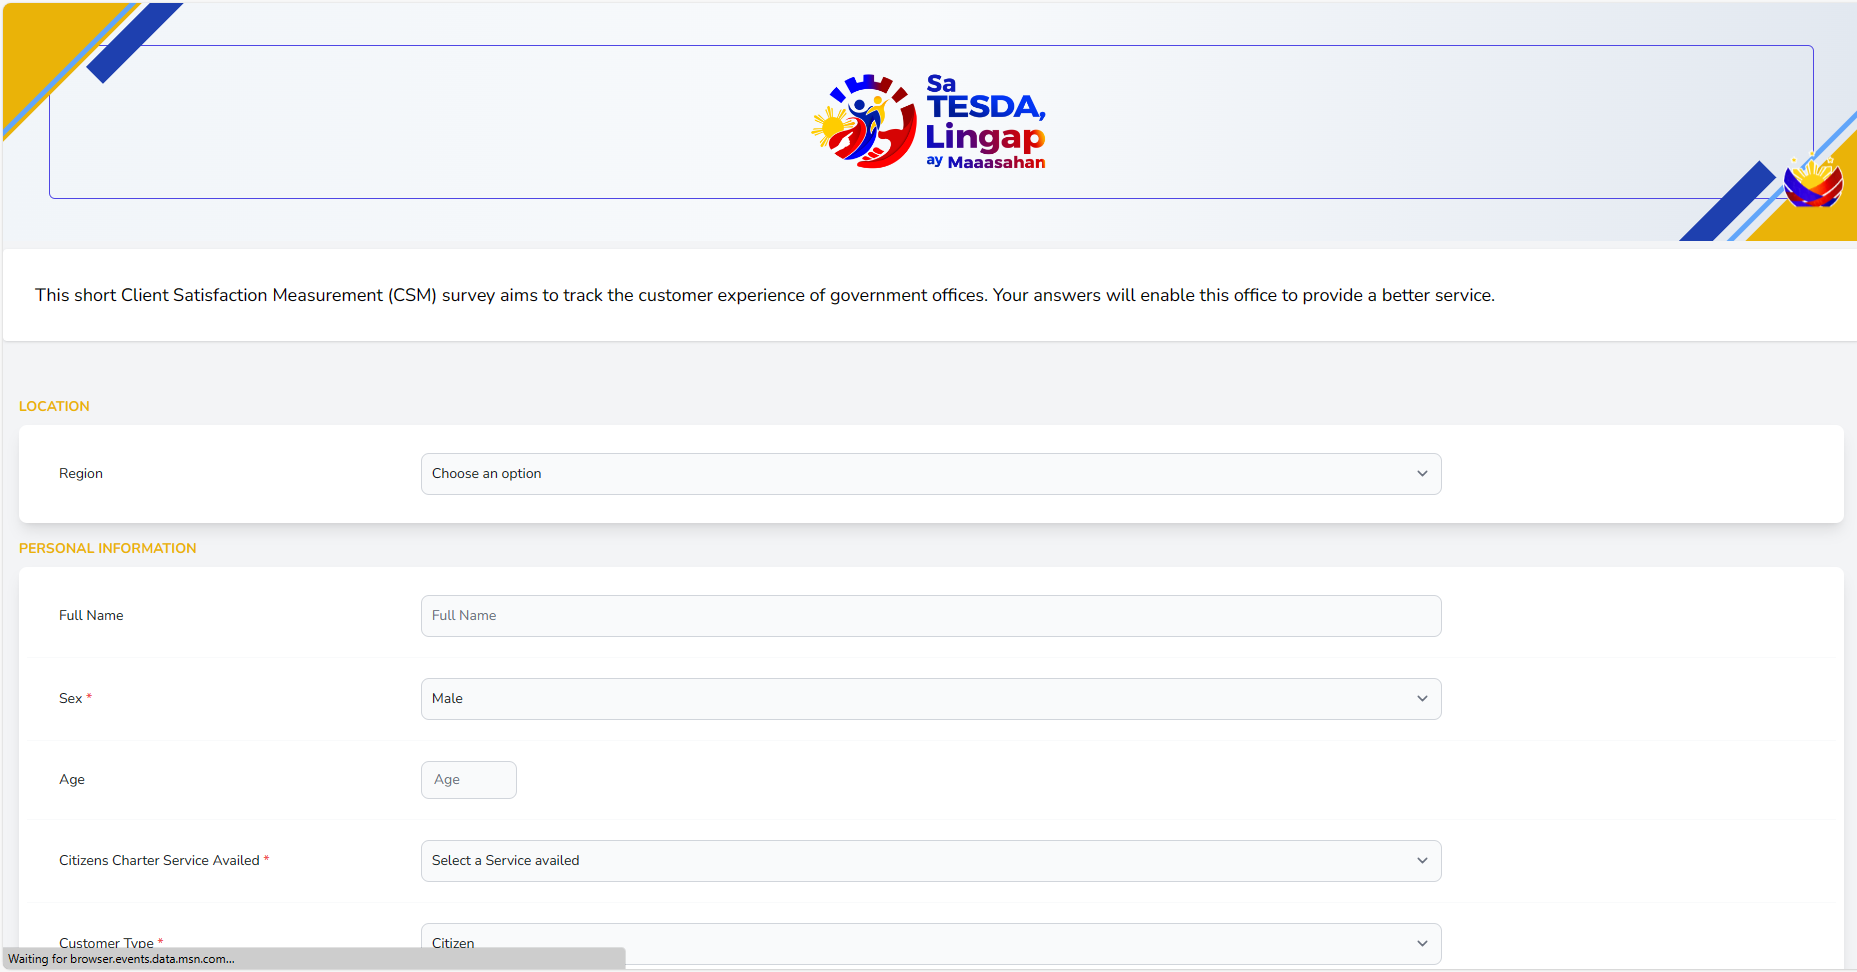 Sa
TESDA,
Lingap
ay Maaasahan
This short Client Satisfaction Measurement (CSM) survey aims to track the customer experience of government offices. Your answers will enable this office to provide a better service.
LOCATION
Region
Choose an option
PERSONAL INFORMATION
Full Name
Full Name
Sex *
Male
Age
Age
Citizens Charter Service Availed *
Select a Service availed
Customer Type *
Citizen
Waiting for browser.events.data.msn.com...